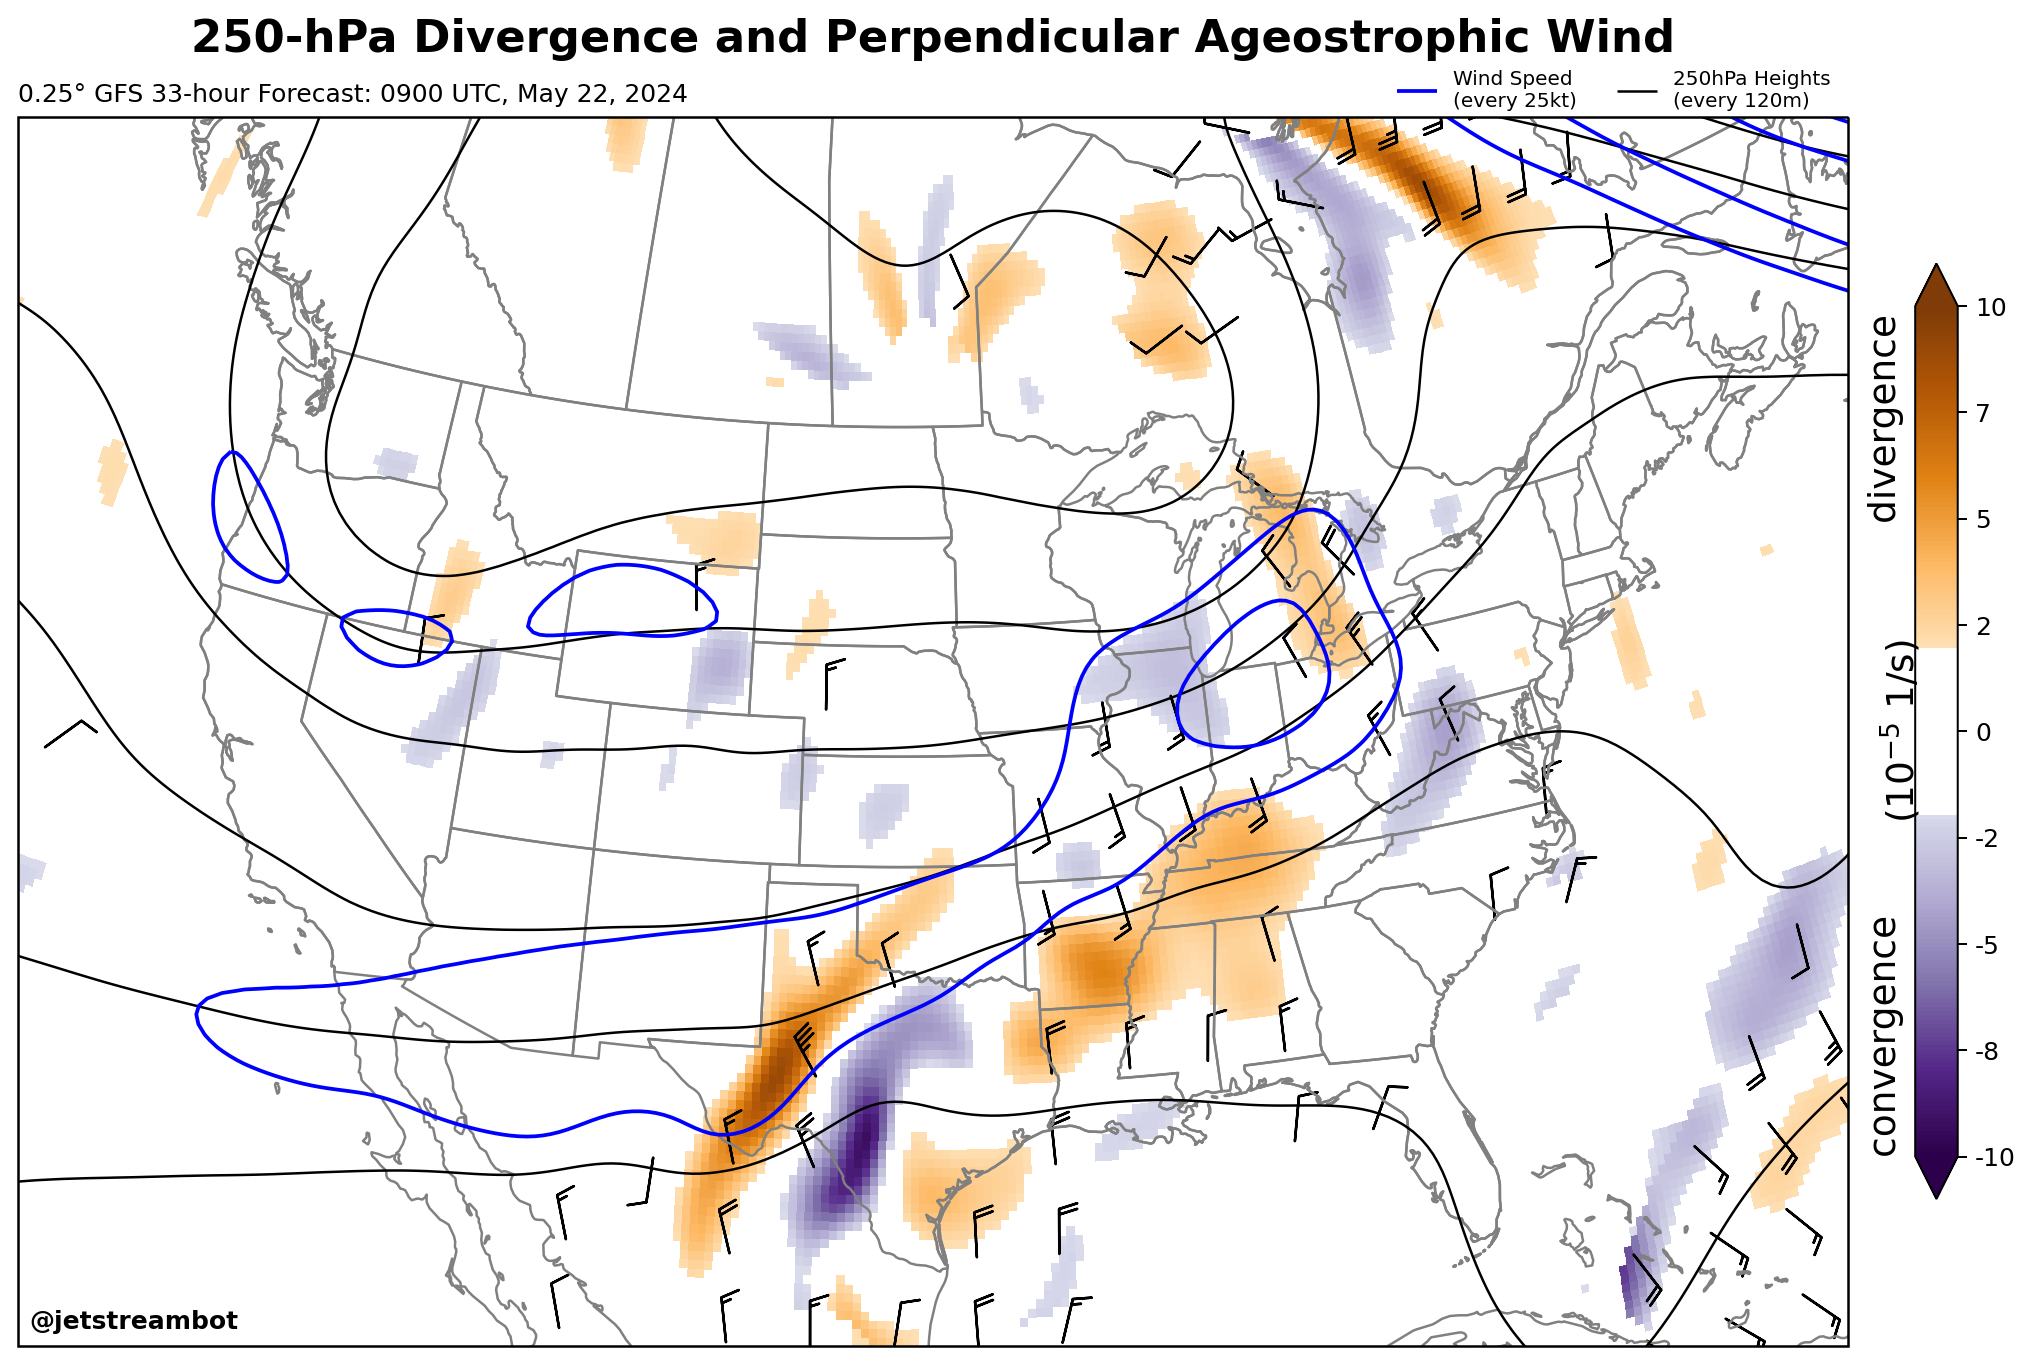 250-hPa Divergence and Perpendicular Ageostrophic Wind
0.25° GFS 33-hour Forecast: 0900 UTC, May 22, 2024
Wind Speed
(every 25kt)
250hPa Heights
(every 120m)
10
7
5
2
0
-2
-5
-8
-10
divergence
(10⁻⁵ 1/s)
convergence
@jetstreambot